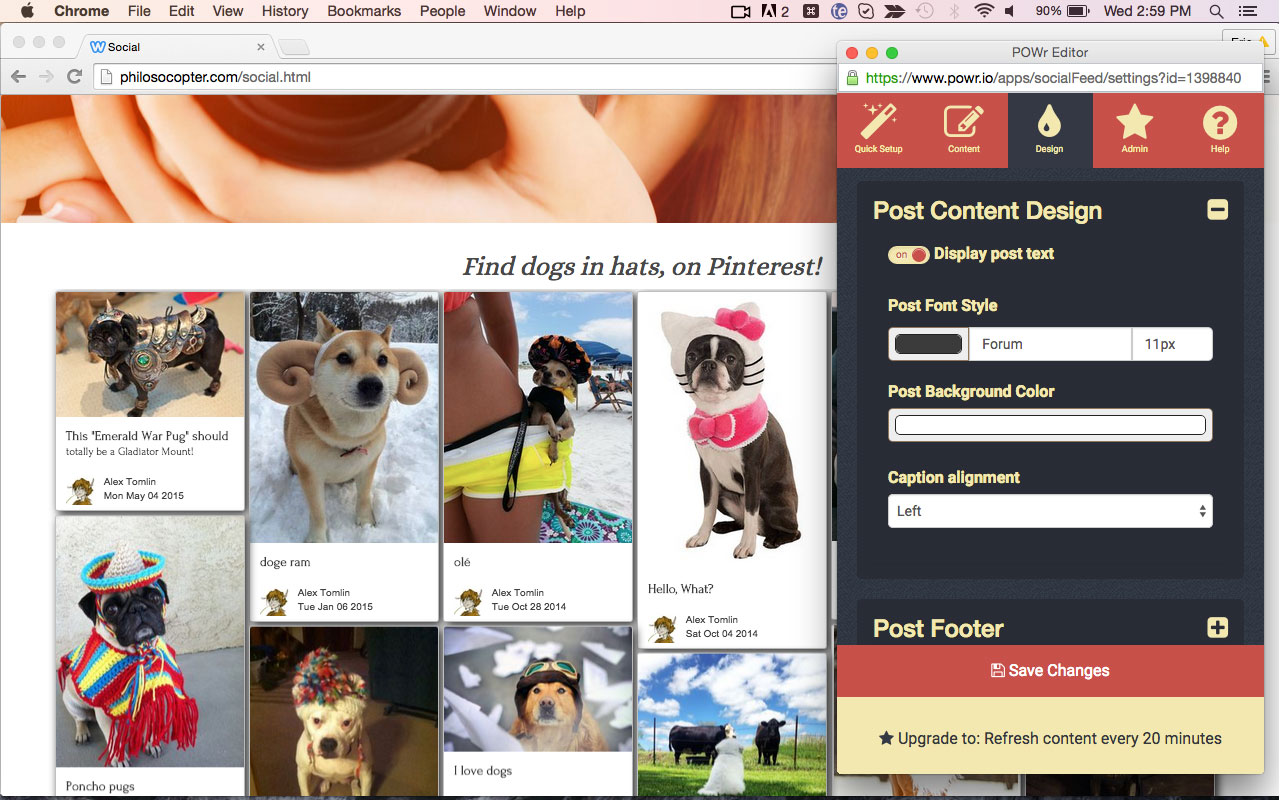 Chrome File Edit View History Bookmarks People Window Help
2 te 90% Wed 2:59 PM
Social
philosocopter.com/social.html
Find dogs in hats, on Pinterest!
This "Emerald War Pug" should
totally be a Gladiator Mount!
Alex Tomlin
Mon May 04 2015
Poncho pugs
doge ram
Alex Tomlin
Tue Jan 06 2015
olé
Alex Tomlin
Tue Oct 28 2014
I love dogs
Hello, What?
Alex Tomlin
Sat Oct 04 2014
POWr Editor
https://www.powr.io/apps/socialFeed/settings?id=1398840
Quick Setup Content Design Admin Help
Post Content Design
on Display post text
Post Font Style
Forum 11px
Post Background Color
Caption alignment
Left
Post Footer
Save Changes
Upgrade to: Refresh content every 20 minutes